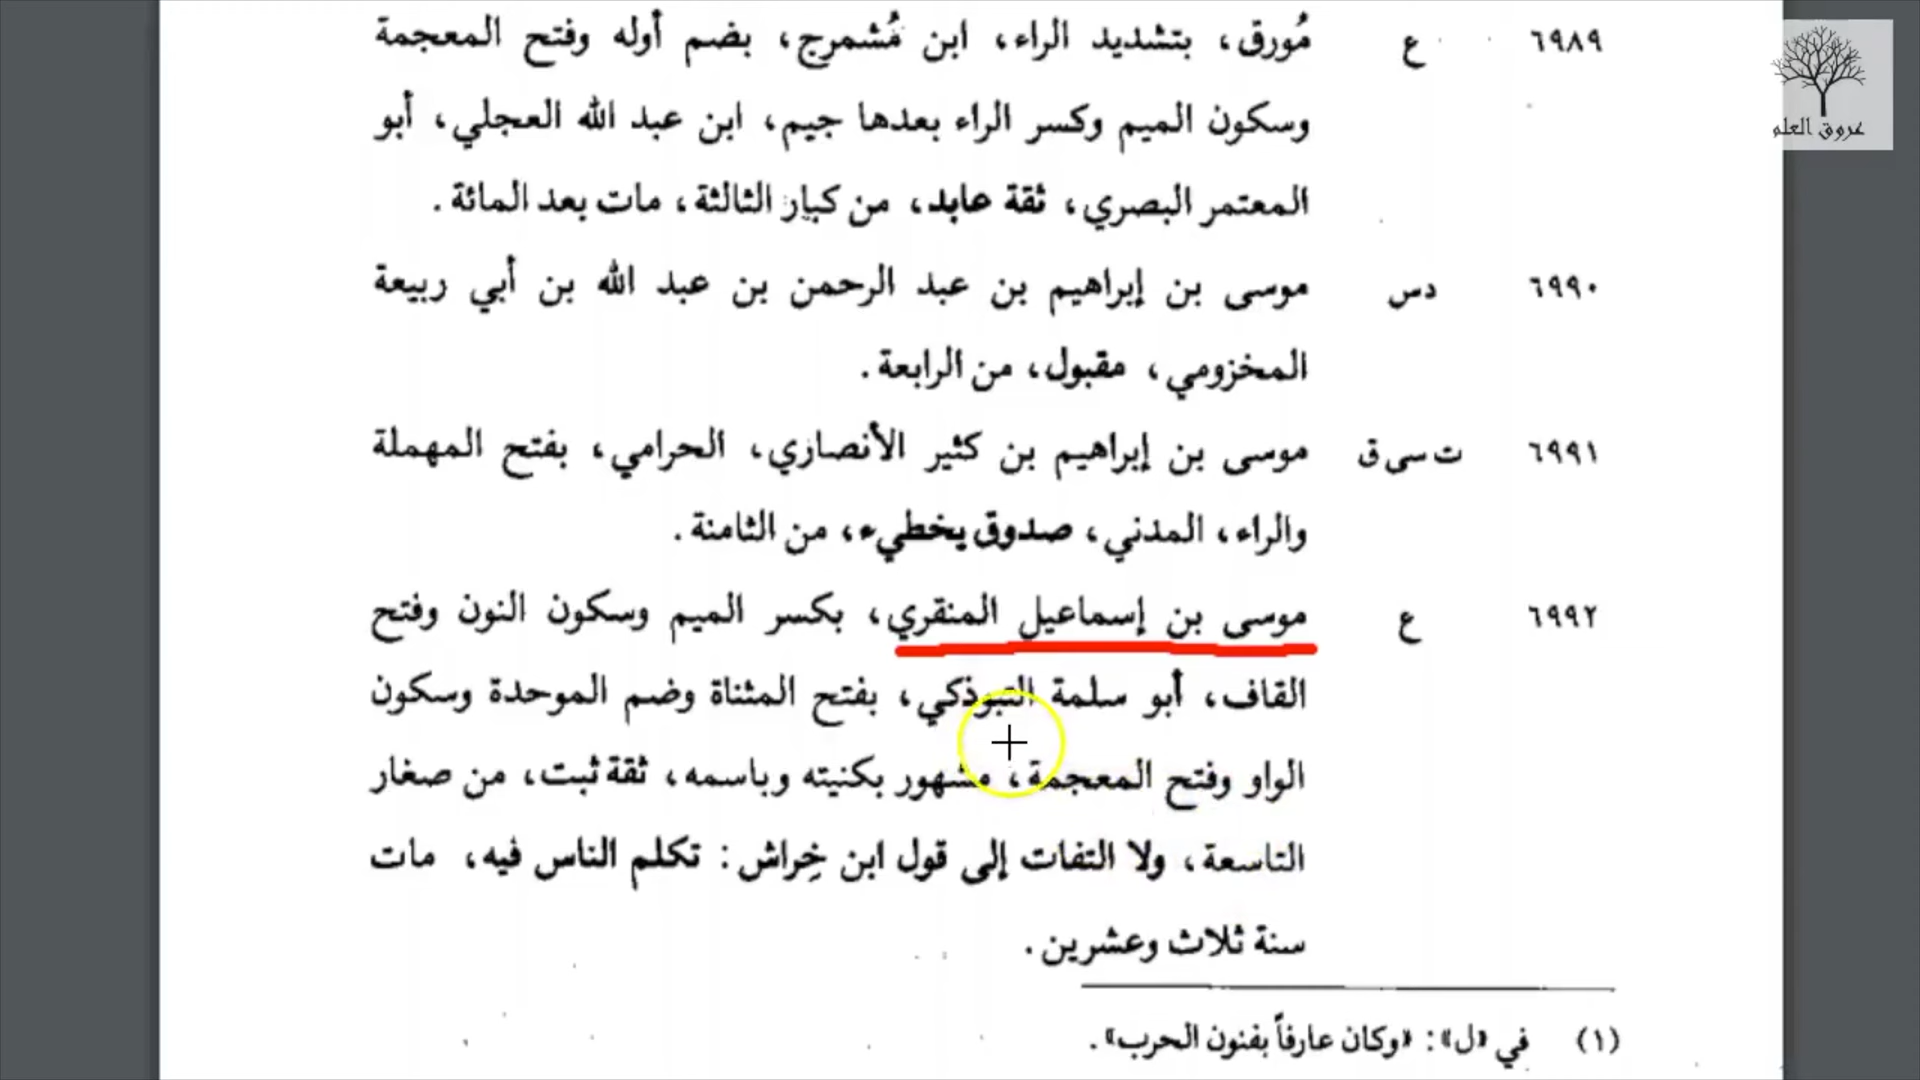 ٦٩٨٩ ع مُورق، بتشديد الراء، ابن مُشمرج، بضم أوله وفتح المعجمة
وسكون الميم وكسر الراء بعدها جيم، ابن عبد الله العجلي، أبو
المعتمر البصري، ثقة عابد، من كبار الثالثة، مات بعد المائة.
٦٩٩٠ دس موسى بن إبراهيم بن عبد الرحمن بن عبد الله بن أبي ربيعة
المخزومي، مقبول، من الرابعة.
٦٩٩١ ت سى ق موسى بن إبراهيم بن كثير الأنصاري، الحرامي، بفتح المهملة
والراء، المدني، صدوق يخطيء، من الثامنة.
٦٩٩٢ ع موسى بن إسماعيل المنقري، بكسر الميم وسكون النون وفتح
القاف، أبو سلمة التبوذكي، بفتح المثناة وضم الموحدة وسكون
الواو وفتح المعجمة، مشهور بكنيته وباسمه، ثقة ثبت، من صغار
التاسعة، ولا التفات إلى قول ابن خِراش: تكلم الناس فيه، مات
سنة ثلاث وعشرين.
(١) في «ل»: «وكان عارفاً بفنون الحرب».
عروق العلم